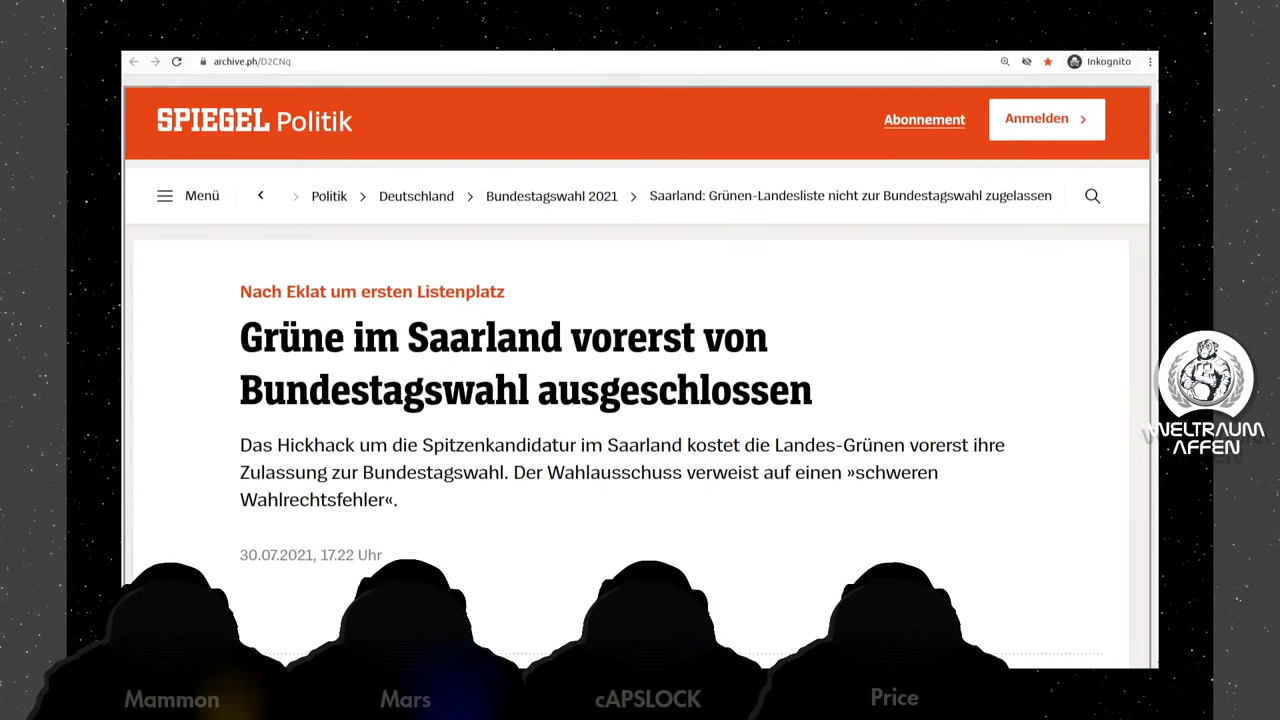 archive.ph/D2CNq
Inkognito
SPIEGEL Politik
Abonnement
Anmelden
Menü
Politik
Deutschland
Bundestagswahl 2021
Saarland: Grünen-Landesliste nicht zur Bundestagswahl zugelassen
Nach Eklat um ersten Listenplatz
Grüne im Saarland vorerst von
Bundestagswahl ausgeschlossen
Das Hickhack um die Spitzenkandidatur im Saarland kostet die Landes-Grünen vorerst ihre
Zulassung zur Bundestagswahl. Der Wahlausschuss verweist auf einen »schweren
Wahlrechtsfehler«.
30.07.2021, 17.22 Uhr
WELTRAUM
AFFEN
Mammon
Mars
cAPSLOCK
Price